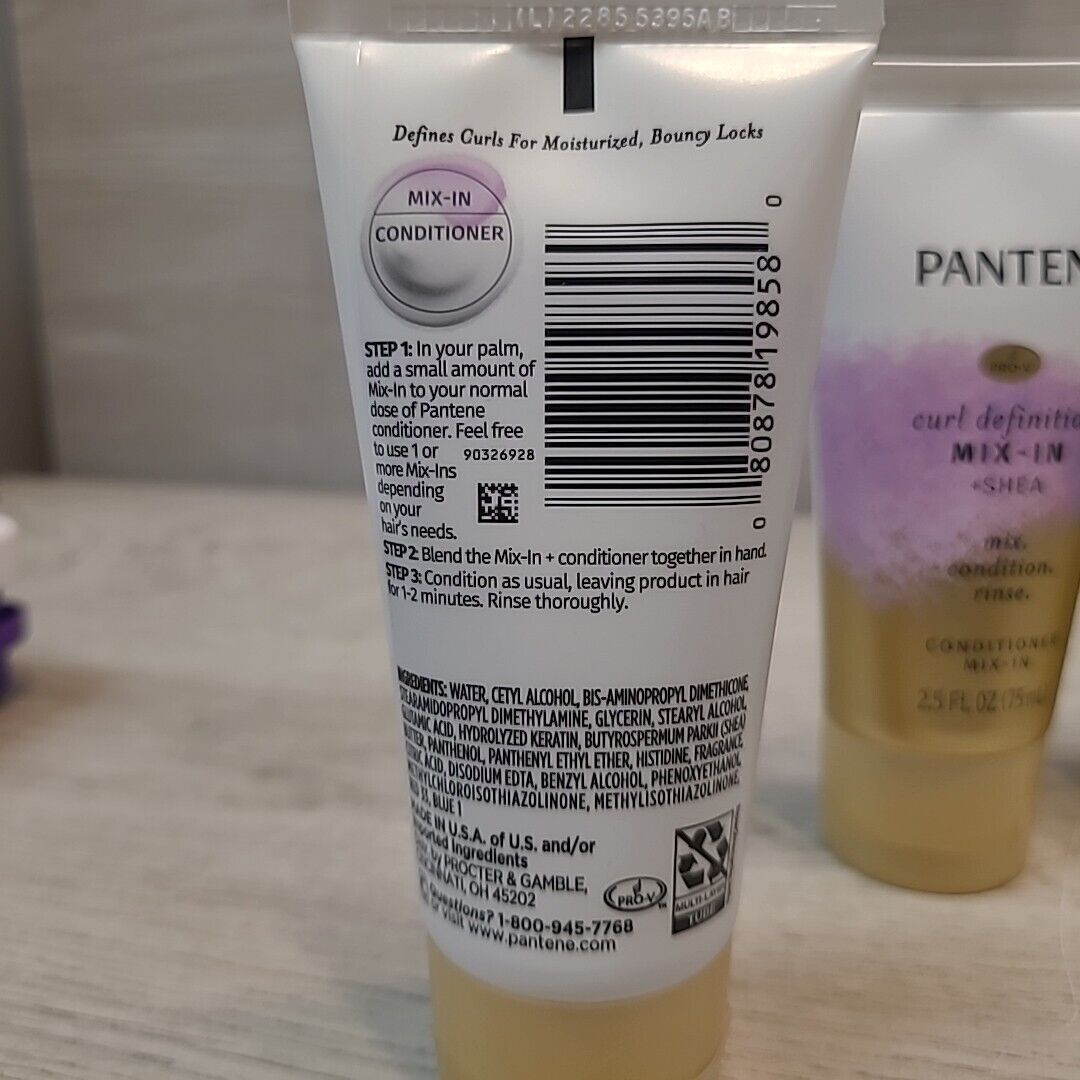 (L)2285 5395AB
Defines Curls For Moisturized, Bouncy Locks
MIX-IN
CONDITIONER
STEP 1: In your palm,
add a small amount of
Mix-In to your normal
dose of Pantene
conditioner. Feel free
to use 1 or
more Mix-Ins
depending
on your
hair's needs.
90326928
0 80878 19858 0
STEP 2: Blend the Mix-In + conditioner together in hand.
STEP 3: Condition as usual, leaving product in hair
for 1-2 minutes. Rinse thoroughly.
INGREDIENTS: WATER, CETYL ALCOHOL, BIS-AMINOPROPYL DIMETHICONE,
STEARAMIDOPROPYL DIMETHYLAMINE, GLYCERIN, STEARYL ALCOHOL,
GLUTAMIC ACID, HYDROLYZED KERATIN, BUTYROSPERMUM PARKII (SHEA)
BUTTER, PANTHENOL, PANTHENYL ETHYL ETHER, HISTIDINE, FRAGRANCE,
ACID, DISODIUM EDTA, BENZYL ALCOHOL, PHENOXYETHANOL,
METHYLCHLOROISOTHIAZOLINONE, METHYLISOTHIAZOLINONE,
33, BLUE 1
MADE IN U.S.A. of U.S. and/or
Imported Ingredients
by PROCTER & GAMBLE,
CINCINNATI, OH 45202
Questions? 1-800-945-7768
or visit www.pantene.com
PRO-V
MULTI-LAYER
TUBE
PANTEN
PRO-V
curl definitio
MIX-IN
+SHEA
mix.
condition.
rinse.
CONDITIONER
MIX-IN
2.5 FL OZ (75mL)